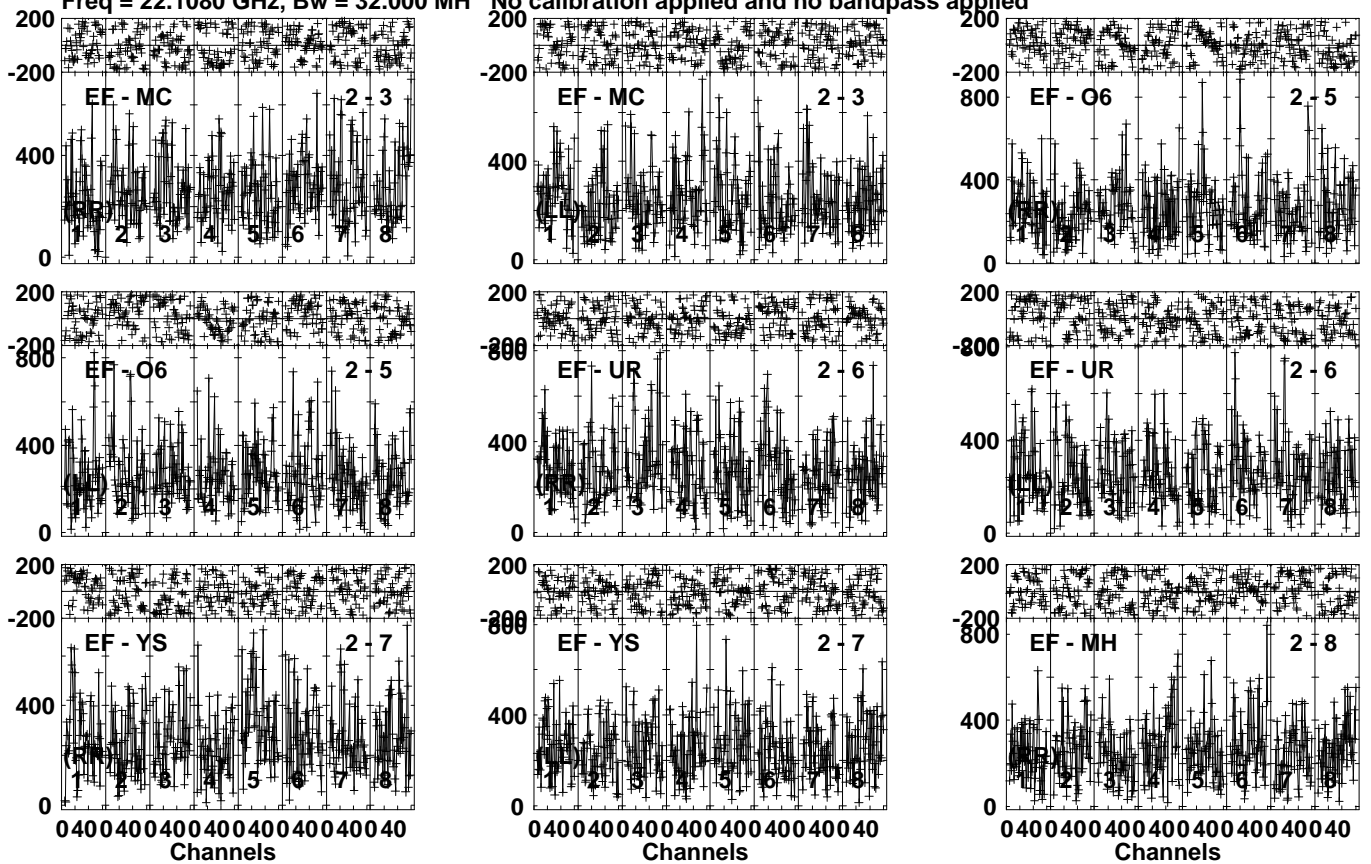 Freq = 22.1080 GHz, Bw = 32.000 MH No calibration applied and no bandpass applied
200 200 200
-200 -200
EF - MC 2 - 3 EF - MC 2 - 3 EF - O6 2 - 5
800
400 400 400
(RR) (LL) (RR)
1 2 3 4 5 6 7 8 1 2 3 4 5 6 7 8 1 2 3 4 5 6 7 8
0 0 0
200 200 200
-200 -200 -200
800 800 800
EF - O6 2 - 5 EF - UR 2 - 6 EF - UR 2 - 6
400 400 400
(LL) (RR) (LL)
1 2 3 4 5 6 7 8 1 2 3 4 5 6 7 8 1 2 3 4 5 6 7 8
0 0 0
200 200 200
-200 -200 -200
800 800
EF - YS 2 - 7 EF - YS 2 - 7 EF - MH 2 - 8
400 400 400
(RR) (LL) (RR)
1 2 3 4 5 6 7 8 1 2 3 4 5 6 7 8 1 2 3 4 5 6 7 8
0 0 0
0 40 0 40 0 40 0 40 0 40 0 40 0 40 0 40 0 40 0 40 0 40 0 40 0 40 0 40 0 40 0 40 0 40 0 40 0 40 0 40 0 40 0 40 0 40 0 40
Channels Channels Channels